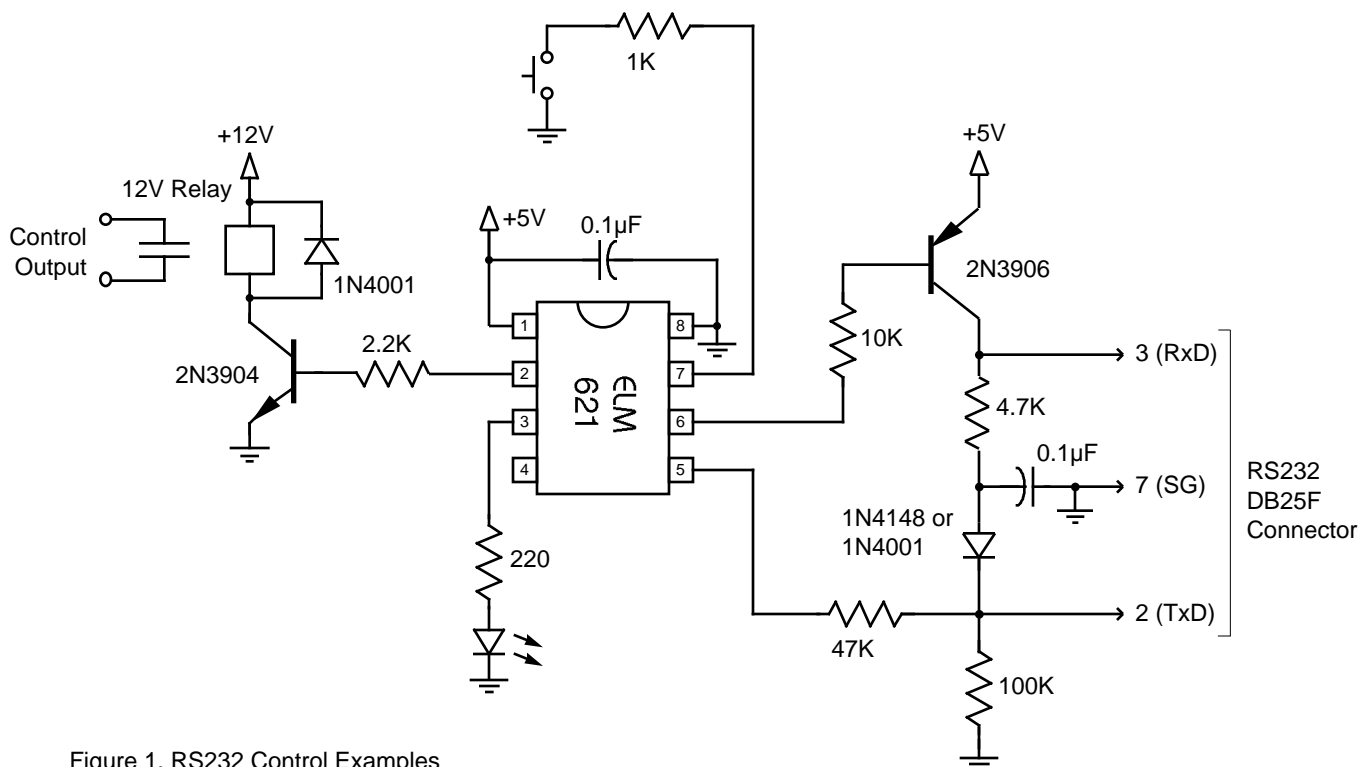 1K
+12V
+5V
12V Relay
+5V
0.1µF
Control
Output
1N4001
2N3906
1
8
10K
3 (RxD)
2.2K
2N3904
2
7
ELM
621
4.7K
3
6
0.1µF
4
5
7 (SG)
RS232
DB25F
Connector
1N4148 or
1N4001
220
2 (TxD)
47K
100K
Figure 1. RS232 Control Examples